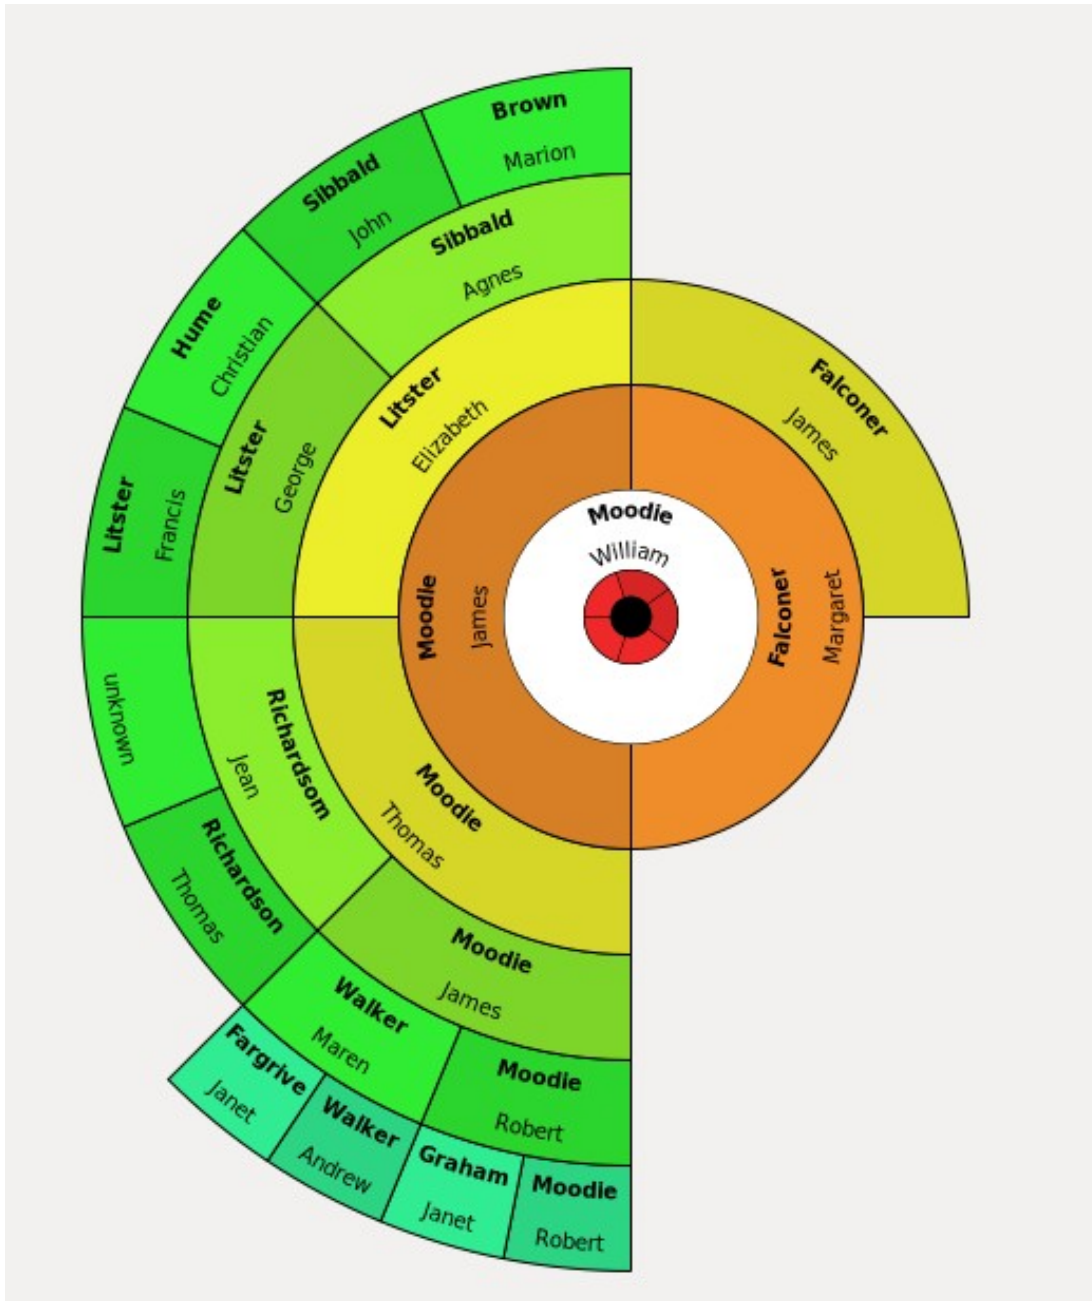 Brown
Marion
Sibbald
John
Sibbald
Agnes
Hume
Christian
Litster
George
Litster
Francis
Litster
Elizabeth
Falconer
James
Moodie
William
Moodie
James
Falconer
Margaret
unknown
Richardsom
Jean
Richardson
Thomas
Moodie
Thomas
Moodie
James
Walker
Maren
Moodie
Robert
Fargrive
Janet
Walker
Andrew
Graham
Janet
Moodie
Robert